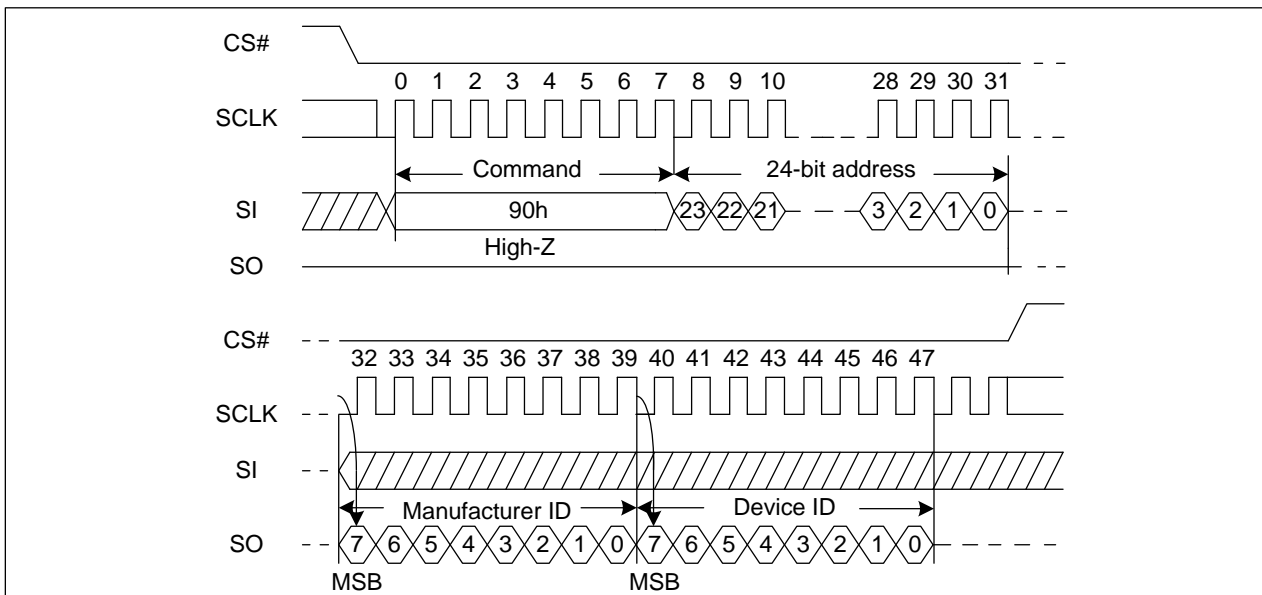 CS#
0 1 2 3 4 5 6 7 8 9 10 28 29 30 31
SCLK
Command 24-bit address
SI 90h 23 22 21 3 2 1 0
High-Z
SO
CS#
32 33 34 35 36 37 38 39 40 41 42 43 44 45 46 47
SCLK
SI
Manufacturer ID Device ID
SO 7 6 5 4 3 2 1 0 7 6 5 4 3 2 1 0
MSB MSB